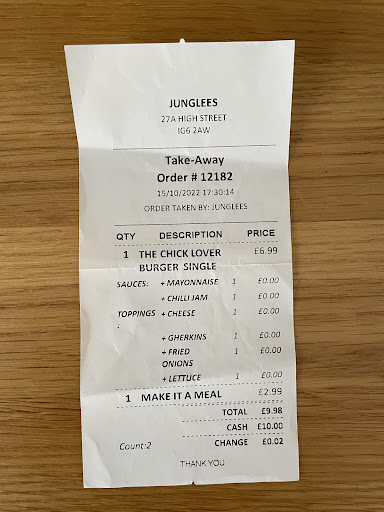 JUNGLEES
27A HIGH STREET
IG6 2AW
Take-Away
Order # 12182
15/10/2022 17:30:14
ORDER TAKEN BY: JUNGLEES
QTY DESCRIPTION PRICE
1 THE CHICK LOVER £6.99
BURGER SINGLE
SAUCES: + MAYONNAISE 1 £0.00
+ CHILLI JAM 1 £0.00
TOPPINGS + CHEESE 1 £0.00
:
+ GHERKINS 1 £0.00
+ FRIED 1 £0.00
ONIONS
+ LETTUCE 1 £0.00
1 MAKE IT A MEAL £2.99
TOTAL £9.98
CASH £10.00
Count:2 CHANGE £0.02
THANK YOU